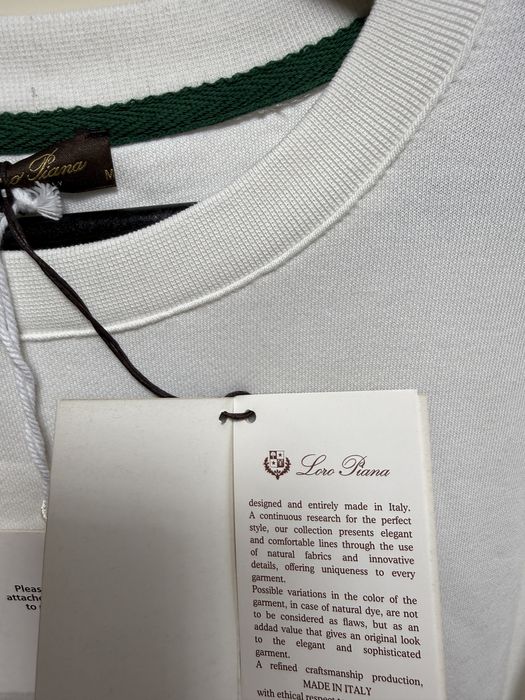 Piana
M
Loro Piana
designed and entirely made in Italy.
A continuous research for the perfect
style, our collection presents elegant
and comfortable lines through the use
of natural fabrics and innovative
details, offering uniqueness to every
garment.
Possible variations in the color of the
garment, in case of natural dye, are not
to be considered as flaws, but as an
addad value that gives an original look
to the elegant and sophisticated
garment.
A refined craftsmanship production,
MADE IN ITALY
with ethical respect
Pleas
attache
to